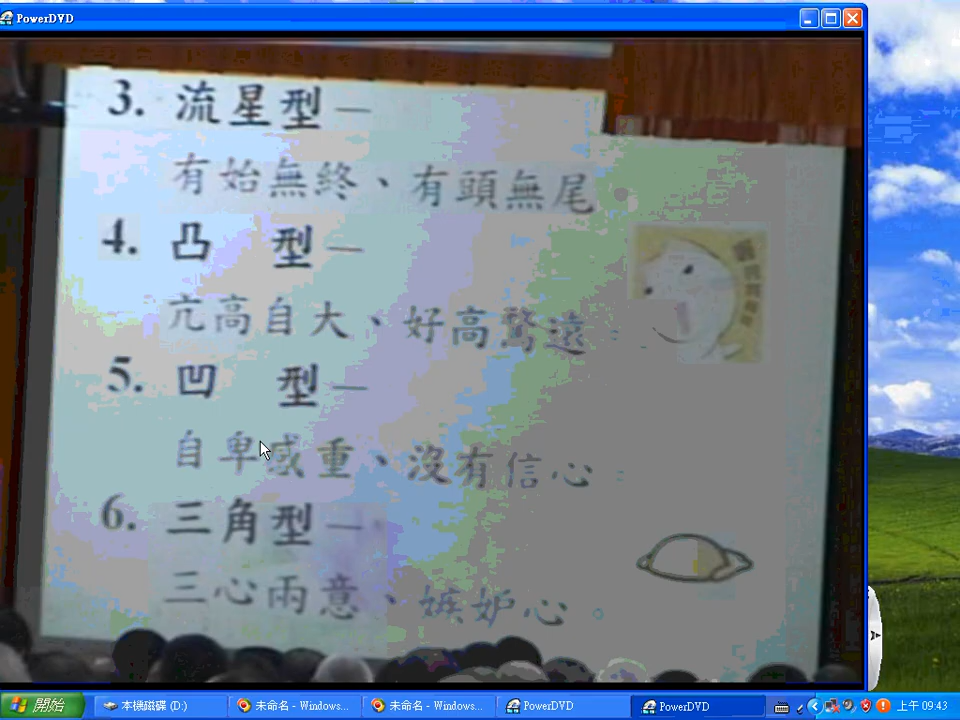 PowerDVD
3. 流星型—
有始無終、有頭無尾
4. 凸 型—
亢高自大、好高騖遠。
5. 凹 型—
自卑感重、沒有信心
6. 三角型—
三心兩意、嫉妒心。
開始
本機磁碟 (D:)
未命名 - Windows...
未命名 - Windows...
PowerDVD
PowerDVD
上午 09:43